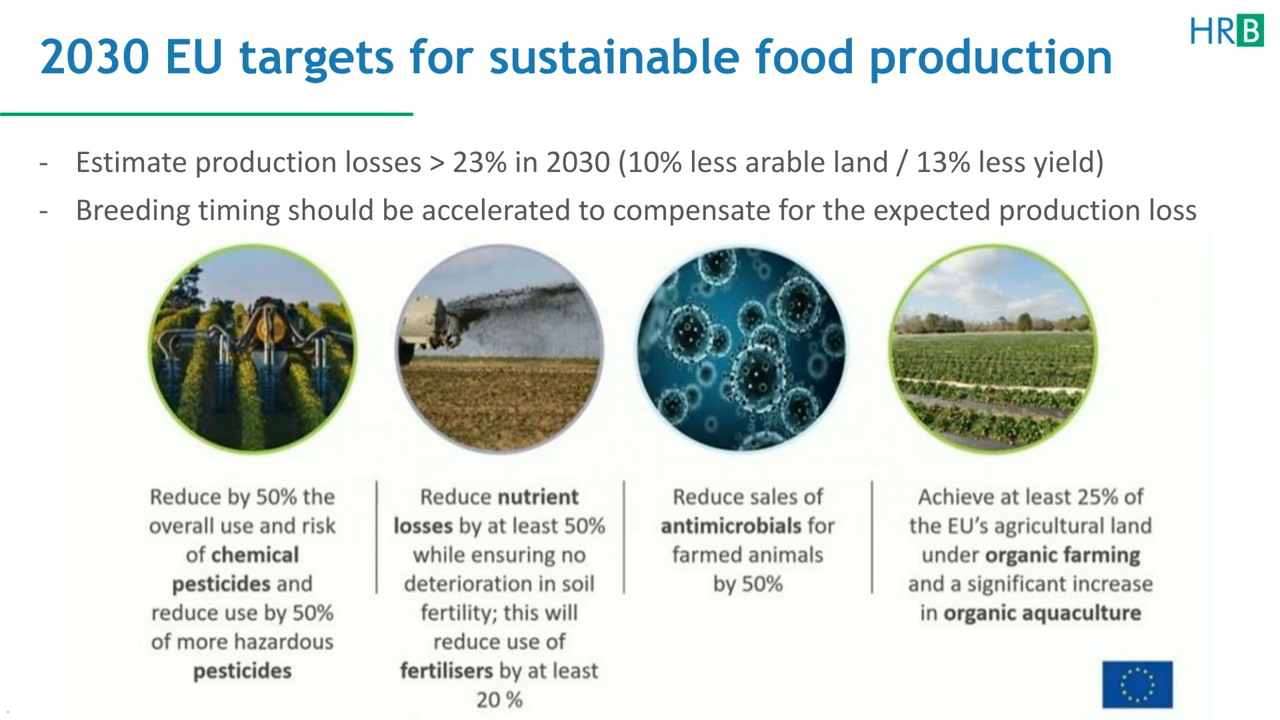 HRB
2030 EU targets for sustainable food production
- Estimate production losses > 23% in 2030 (10% less arable land / 13% less yield)
- Breeding timing should be accelerated to compensate for the expected production loss
Reduce by 50% the
overall use and risk
of chemical
pesticides and
reduce use by 50%
of more hazardous
pesticides
Reduce nutrient
losses by at least 50%
while ensuring no
deterioration in soil
fertility; this will
reduce use of
fertilisers by at least
20 %
Reduce sales of
antimicrobials for
farmed animals
by 50%
Achieve at least 25% of
the EU's agricultural land
under organic farming
and a significant increase
in organic aquaculture